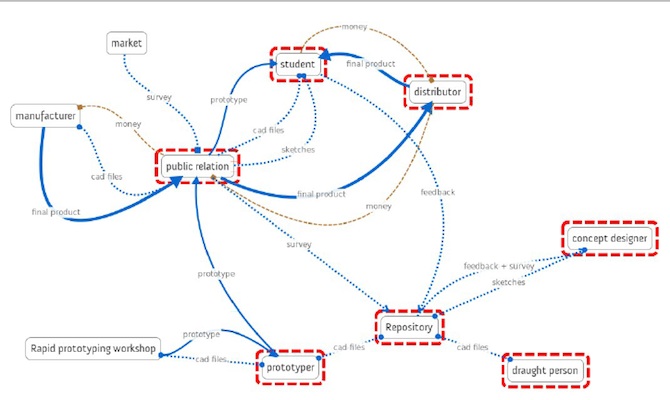 money
market
student
final product
distributor
survey
prototype
manufacturer
money
cad files
sketches
public relation
cad files
feedback
final product
money
final product
concept designer
survey
feedback + survey
prototype
sketches
Repository
prototype
Rapid prototyping workshop
cad files
cad files
cad files
prototyper
draught person